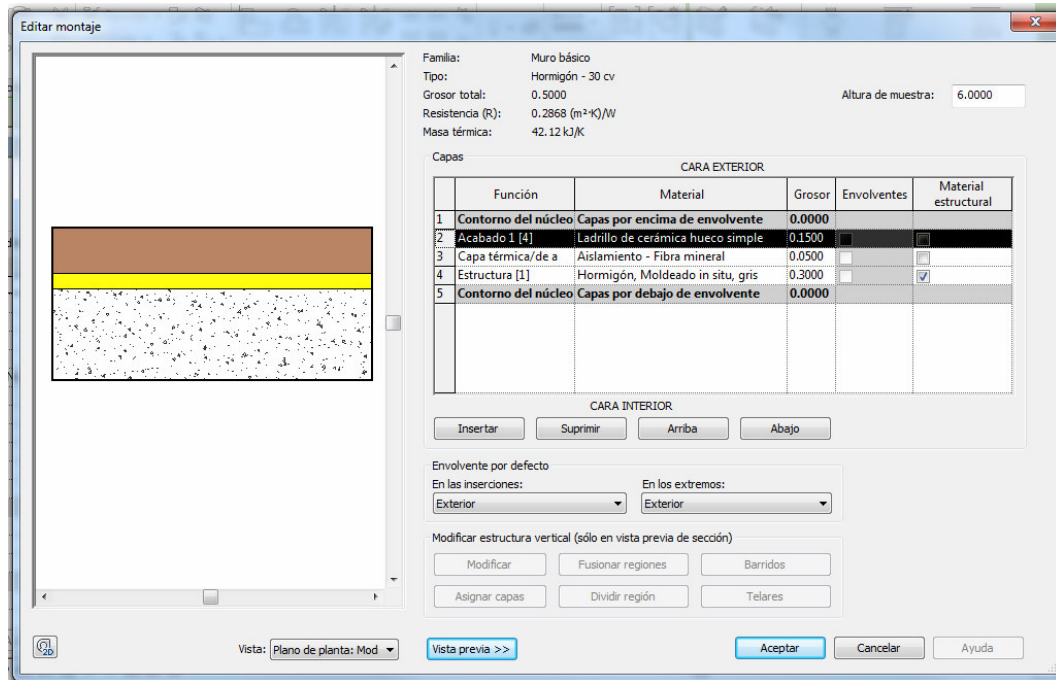 Editar montaje
Familia: Muro básico
Tipo: Hormigón - 30 cv
Grosor total: 0.5000 Altura de muestra: 6.0000
Resistencia (R): 0.2868 (m²·K)/W
Masa térmica: 42.12 kJ/K
Capas
CARA EXTERIOR
Función Material Grosor Envolventes Material estructural
1 Contorno del núcleo Capas por encima de envolvente 0.0000
2 Acabado 1 [4] Ladrillo de cerámica hueco simple 0.1500
3 Capa térmica/de a Aislamiento - Fibra mineral 0.0500
4 Estructura [1] Hormigón, Moldeado in situ, gris 0.3000
5 Contorno del núcleo Capas por debajo de envolvente 0.0000
CARA INTERIOR
Insertar Suprimir Arriba Abajo
Envolvente por defecto
En las inserciones: En los extremos:
Exterior Exterior
Modificar estructura vertical (sólo en vista previa de sección)
Modificar Fusionar regiones Barridos
Asignar capas Dividir región Telares
2D Vista: Plano de planta: Mod Vista previa >> Aceptar Cancelar Ayuda